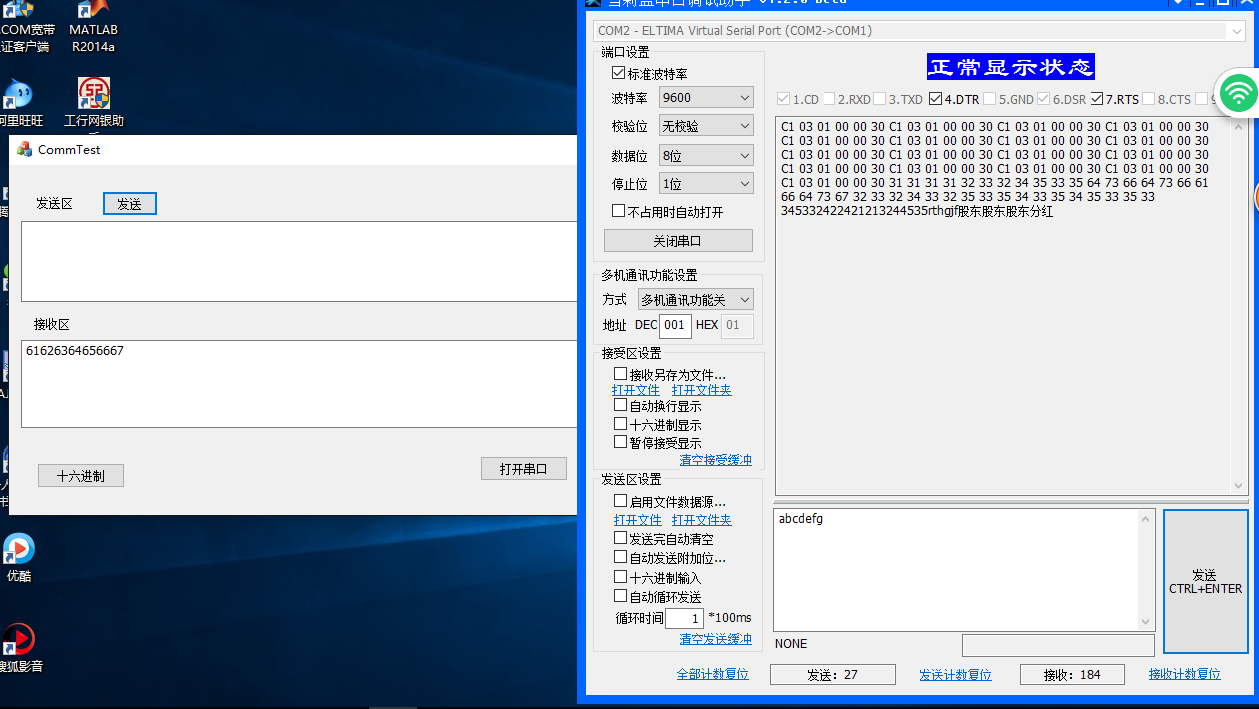 .COM宽带
证客户端
MATLAB
R2014a
阿里旺旺
工行网银助
CommTest
发送区
发送
接收区
61626364656667
十六进制
打开串口
优酷
搜狐影音
COM2 - ELTIMA Virtual Serial Port (COM2->COM1)
端口设置
标准波特率
波特率 9600
校验位 无校验
数据位 8位
停止位 1位
不占用时自动打开
关闭串口
多机通讯功能设置
方式 多机通讯功能关
地址 DEC 001 HEX 01
接受区设置
接收另存为文件...
打开文件 打开文件夹
自动换行显示
十六进制显示
暂停接受显示
清空接受缓冲
发送区设置
启用文件数据源...
打开文件 打开文件夹
发送完自动清空
自动发送附加位...
十六进制输入
自动循环发送
循环时间 1 *100ms
清空发送缓冲
正常显示状态
1.CD 2.RXD 3.TXD 4.DTR 5.GND 6.DSR 7.RTS 8.CTS
C1 03 01 00 00 30 C1 03 01 00 00 30 C1 03 01 00 00 30 C1 03 01 00 00 30
C1 03 01 00 00 30 C1 03 01 00 00 30 C1 03 01 00 00 30 C1 03 01 00 00 30
C1 03 01 00 00 30 C1 03 01 00 00 30 C1 03 01 00 00 30 C1 03 01 00 00 30
C1 03 01 00 00 30 C1 03 01 00 00 30 C1 03 01 00 00 30 C1 03 01 00 00 30
C1 03 01 00 00 30 31 31 31 31 32 33 32 34 35 33 35 64 73 66 64 73 66 61
66 64 73 67 32 33 32 34 33 32 35 33 35 34 35 33 35 34 35 33 35 33
345332422421213244535rthgjf股东股东股东分红
abcdefg
发送
CTRL+ENTER
NONE
全部计数复位
发送：27
发送计数复位
接收：184
接收计数复位